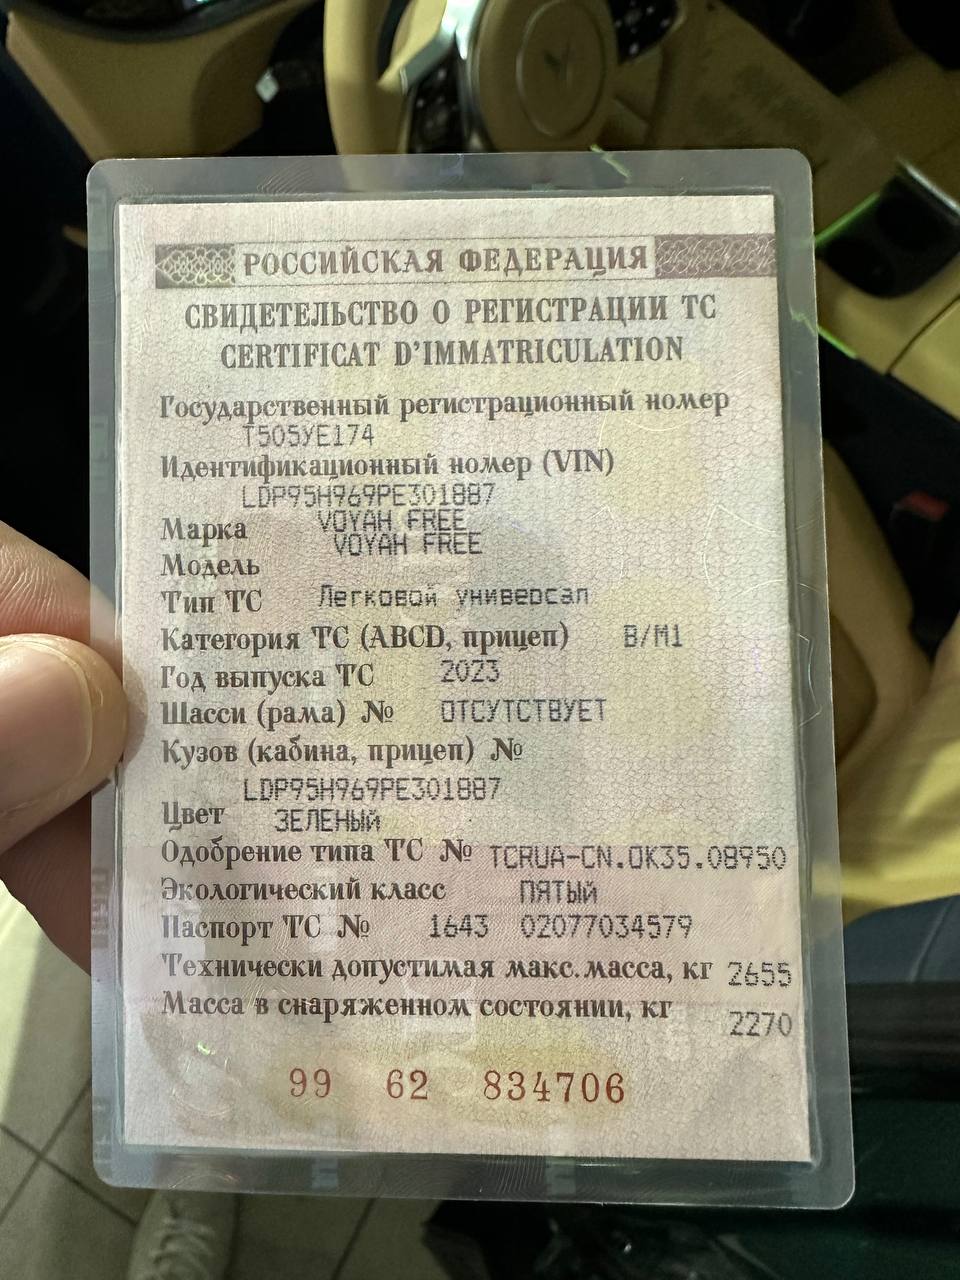 РОССИЙСКАЯ ФЕДЕРАЦИЯ
СВИДЕТЕЛЬСТВО О РЕГИСТРАЦИИ ТС
CERTIFICAT D'IMMATRICULATION
Государственный регистрационный номер
Т505УЕ174
Идентификационный номер (VIN)
LDP95H969PE301887
Марка VOYAH FREE
VOYAH FREE
Модель
Тип ТС Легковой универсал
Категория ТС (ABCD, прицеп) B/M1
Год выпуска ТС 2023
Шасси (рама) № ОТСУТСТВУЕТ
Кузов (кабина, прицеп) №
LDP95H969PE301887
Цвет ЗЕЛЕНЫЙ
Одобрение типа ТС № TCRUA-CN.OK35.08950
Экологический класс ПЯТЫЙ
Паспорт ТС № 1643 02077034579
Технически допустимая макс. масса, кг 2655
Масса в снаряженном состоянии, кг 2270
99 62 834706